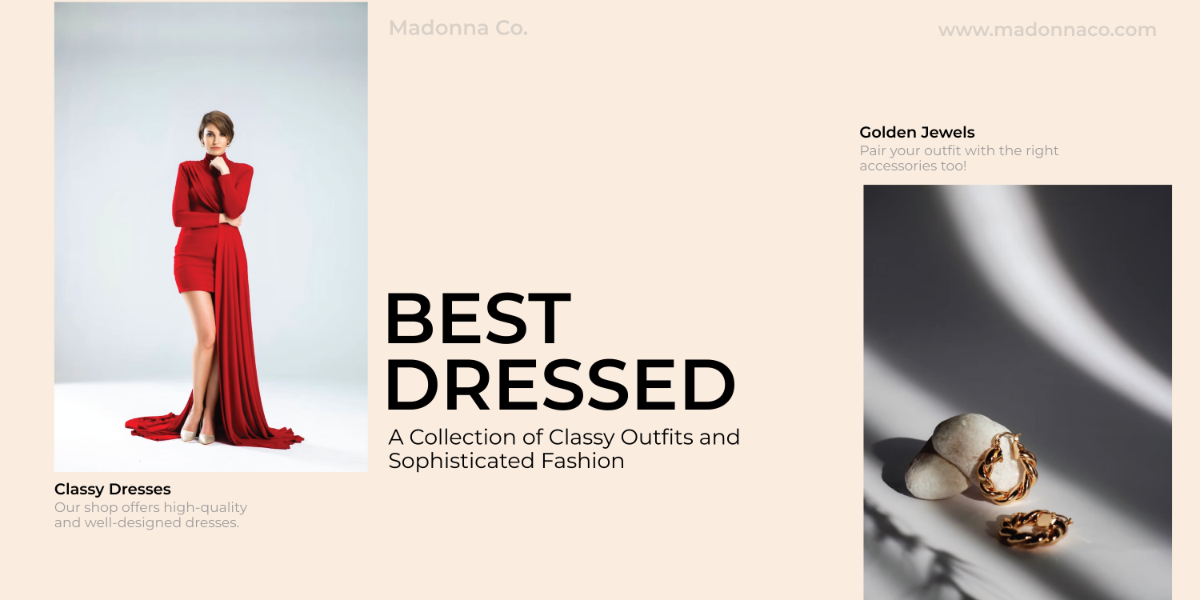 Madonna Co.
www.madonnaco.com
Golden Jewels
Pair your outfit with the right
accessories too!
BEST
DRESSED
A Collection of Classy Outfits and
Sophisticated Fashion
Classy Dresses
Our shop offers high-quality
and well-designed dresses.